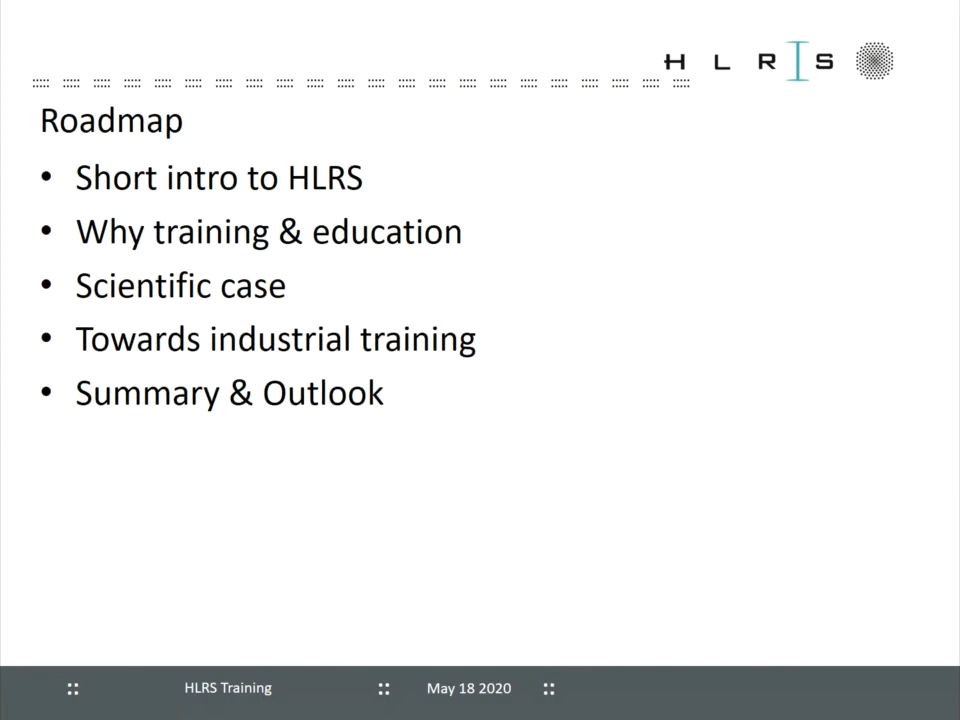 H L R I S
Roadmap
• Short intro to HLRS
• Why training & education
• Scientific case
• Towards industrial training
• Summary & Outlook
HLRS Training
May 18 2020